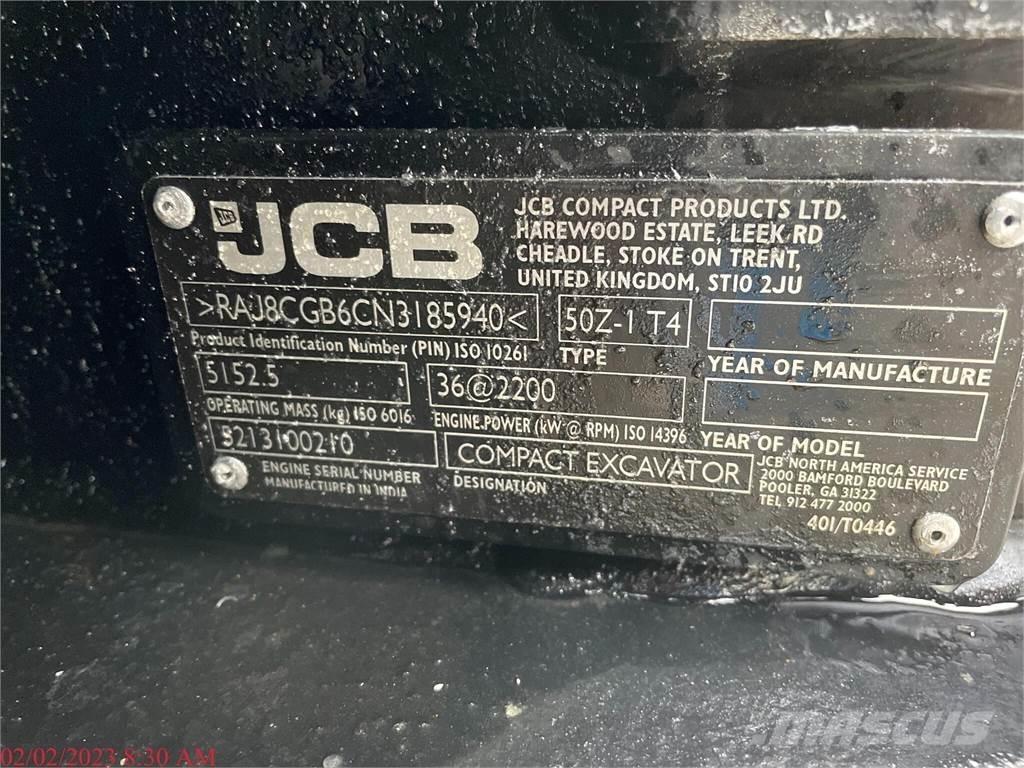 JCB
JCB
JCB COMPACT PRODUCTS LTD.
HAREWOOD ESTATE, LEEK RD
CHEADLE, STOKE ON TRENT,
UNITED KINGDOM, ST10 2JU
>RAJ8CGB6CN3185940<
Product Identification Number (PIN) ISO 10261
50Z-1 T4
TYPE
YEAR OF MANUFACTURE
5152.5
OPERATING MASS (kg) ISO 6016
36@2200
ENGINE POWER (kW @ RPM) ISO 14396
YEAR OF MODEL
5213100210
ENGINE SERIAL NUMBER
MANUFACTURED IN INDIA
COMPACT EXCAVATOR
DESIGNATION
JCB NORTH AMERICA SERVICE
2000 BAMFORD BOULEVARD
POOLER, GA 31322
TEL 912 477 2000
401/T0446
02/02/2023 8:30 AM
mascus